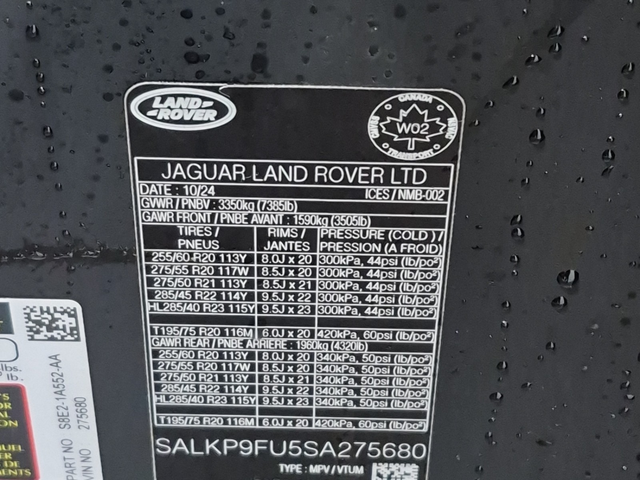 LAND
ROVER
CANADA
W02
TRANSPORT
JAGUAR LAND ROVER LTD
DATE : 10/24 ICES / NMB-002
GVWR / PNBV : 3350kg (7385lb)
GAWR FRONT / PNBE AVANT : 1590kg (3505lb)
TIRES / RIMS / PRESSURE (COLD) /
PNEUS JANTES PRESSION (A FROID)
255/60 R20 113Y 8.0J x 20 300kPa, 44psi (lb/po²)
275/55 R20 117W 8.5J x 20 300kPa, 44psi (lb/po²)
275/50 R21 113Y 8.5J x 21 300kPa, 44psi (lb/po²)
285/45 R22 114Y 9.5J x 22 300kPa, 44psi (lb/po²)
HL285/40 R23 115Y 9.5J x 23 300kPa, 44psi (lb/po²)
T195/75 R20 116M 6.0J x 20 420kPa, 60psi (lb/po²)
GAWR REAR / PNBE ARRIERE : 1960kg (4320lb)
255/60 R20 113Y 8.0J x 20 340kPa, 50psi (lb/po²)
275/55 R20 117W 8.5J x 20 340kPa, 50psi (lb/po²)
275/50 R21 113Y 8.5J x 21 340kPa, 50psi (lb/po²)
285/45 R22 114Y 9.5J x 22 340kPa, 50psi (lb/po²)
HL285/40 R23 115Y 9.5J x 23 340kPa, 50psi (lb/po²)
T195/75 R20 116M 6.0J x 20 420kPa, 60psi (lb/po²)
SALKP9FU5SA275680
TYPE : MPV / VTUM
lbs.
lb.
PART NO S8E2-1A552-AA
VIN NO 275680